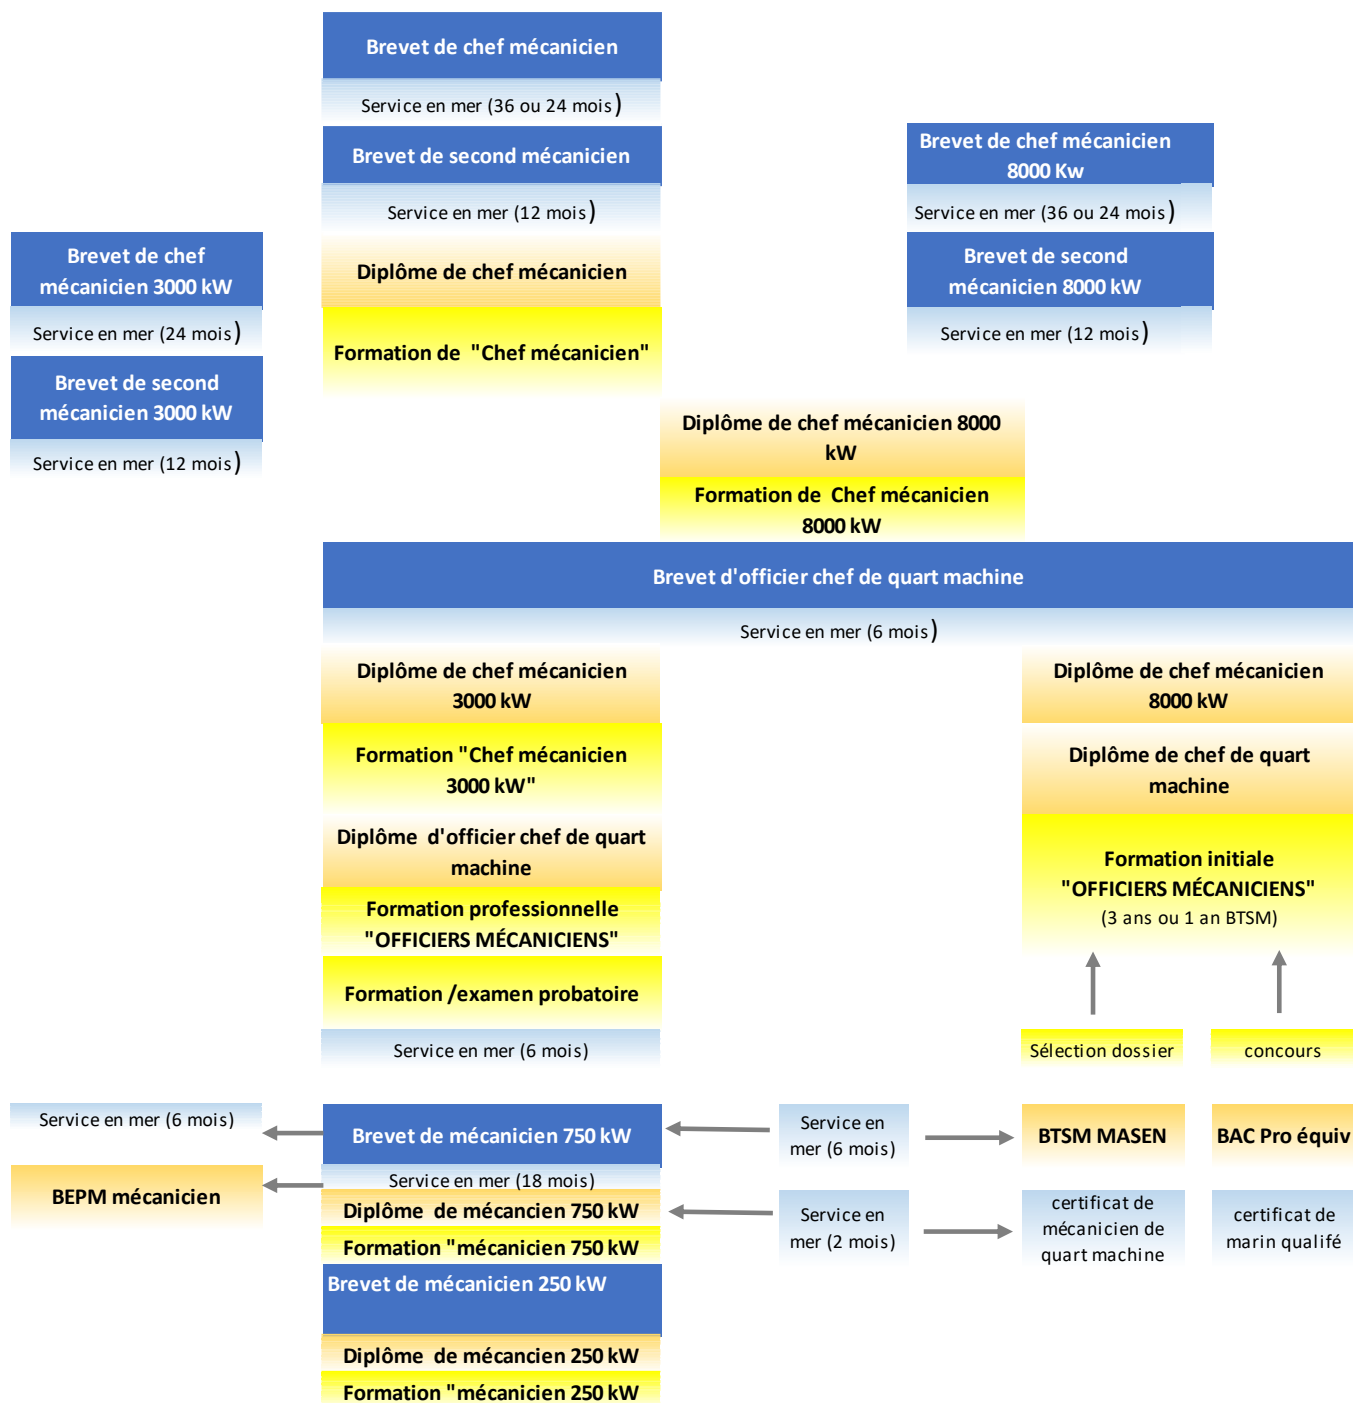 Brevet de chef mécanicien
Service en mer (36 ou 24 mois)
Brevet de second mécanicien
Service en mer (12 mois)
Diplôme de chef mécanicien
Formation de "Chef mécanicien"
Brevet de chef mécanicien
8000 Kw
Service en mer (36 ou 24 mois)
Brevet de second
mécanicien 8000 kW
Service en mer (12 mois)
Brevet de chef
mécanicien 3000 kW
Service en mer (24 mois)
Brevet de second
mécanicien 3000 kW
Service en mer (12 mois)
Diplôme de chef mécanicien 8000
kW
Formation de Chef mécanicien
8000 kW
Brevet d'officier chef de quart machine
Service en mer (6 mois)
Diplôme de chef mécanicien
3000 kW
Formation "Chef mécanicien
3000 kW"
Diplôme d'officier chef de quart
machine
Formation professionnelle
"OFFICIERS MÉCANICIENS"
Formation /examen probatoire
Service en mer (6 mois)
Diplôme de chef mécanicien
8000 kW
Diplôme de chef de quart
machine
Formation initiale
"OFFICIERS MÉCANICIENS"
(3 ans ou 1 an BTSM)
Sélection dossier
concours
Service en mer (6 mois)
Brevet de mécanicien 750 kW
Service en
mer (6 mois)
BTSM MASEN
BAC Pro équiv
BEPM mécanicien
Service en mer (18 mois)
Diplôme de mécancien 750 kW
Formation "mécanicien 750 kW
Service en
mer (2 mois)
certificat de
mécanicien de
quart machine
certificat de
marin qualifé
Brevet de mécanicien 250 kW
Diplôme de mécancien 250 kW
Formation "mécanicien 250 kW